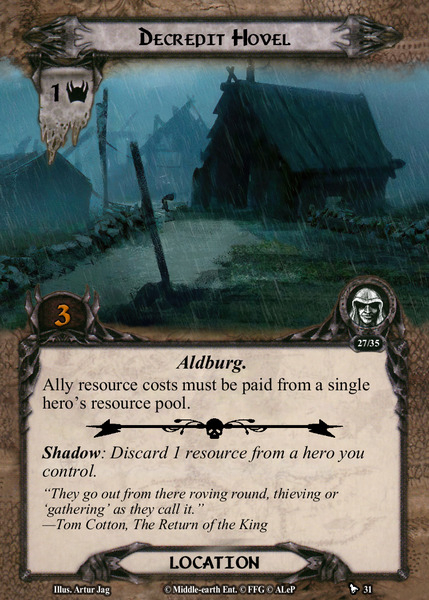 Decrepit Hovel
1
3
27/35
Aldburg.
Ally resource costs must be paid from a single
hero’s resource pool.
Shadow: Discard 1 resource from a hero you
control.
“They go out from there roving round, thieving or
‘gathering’ as they call it.”
—Tom Cotton, The Return of the King
LOCATION
Illus. Artur Jag © Middle-earth Ent. © FFG © ALeP 31